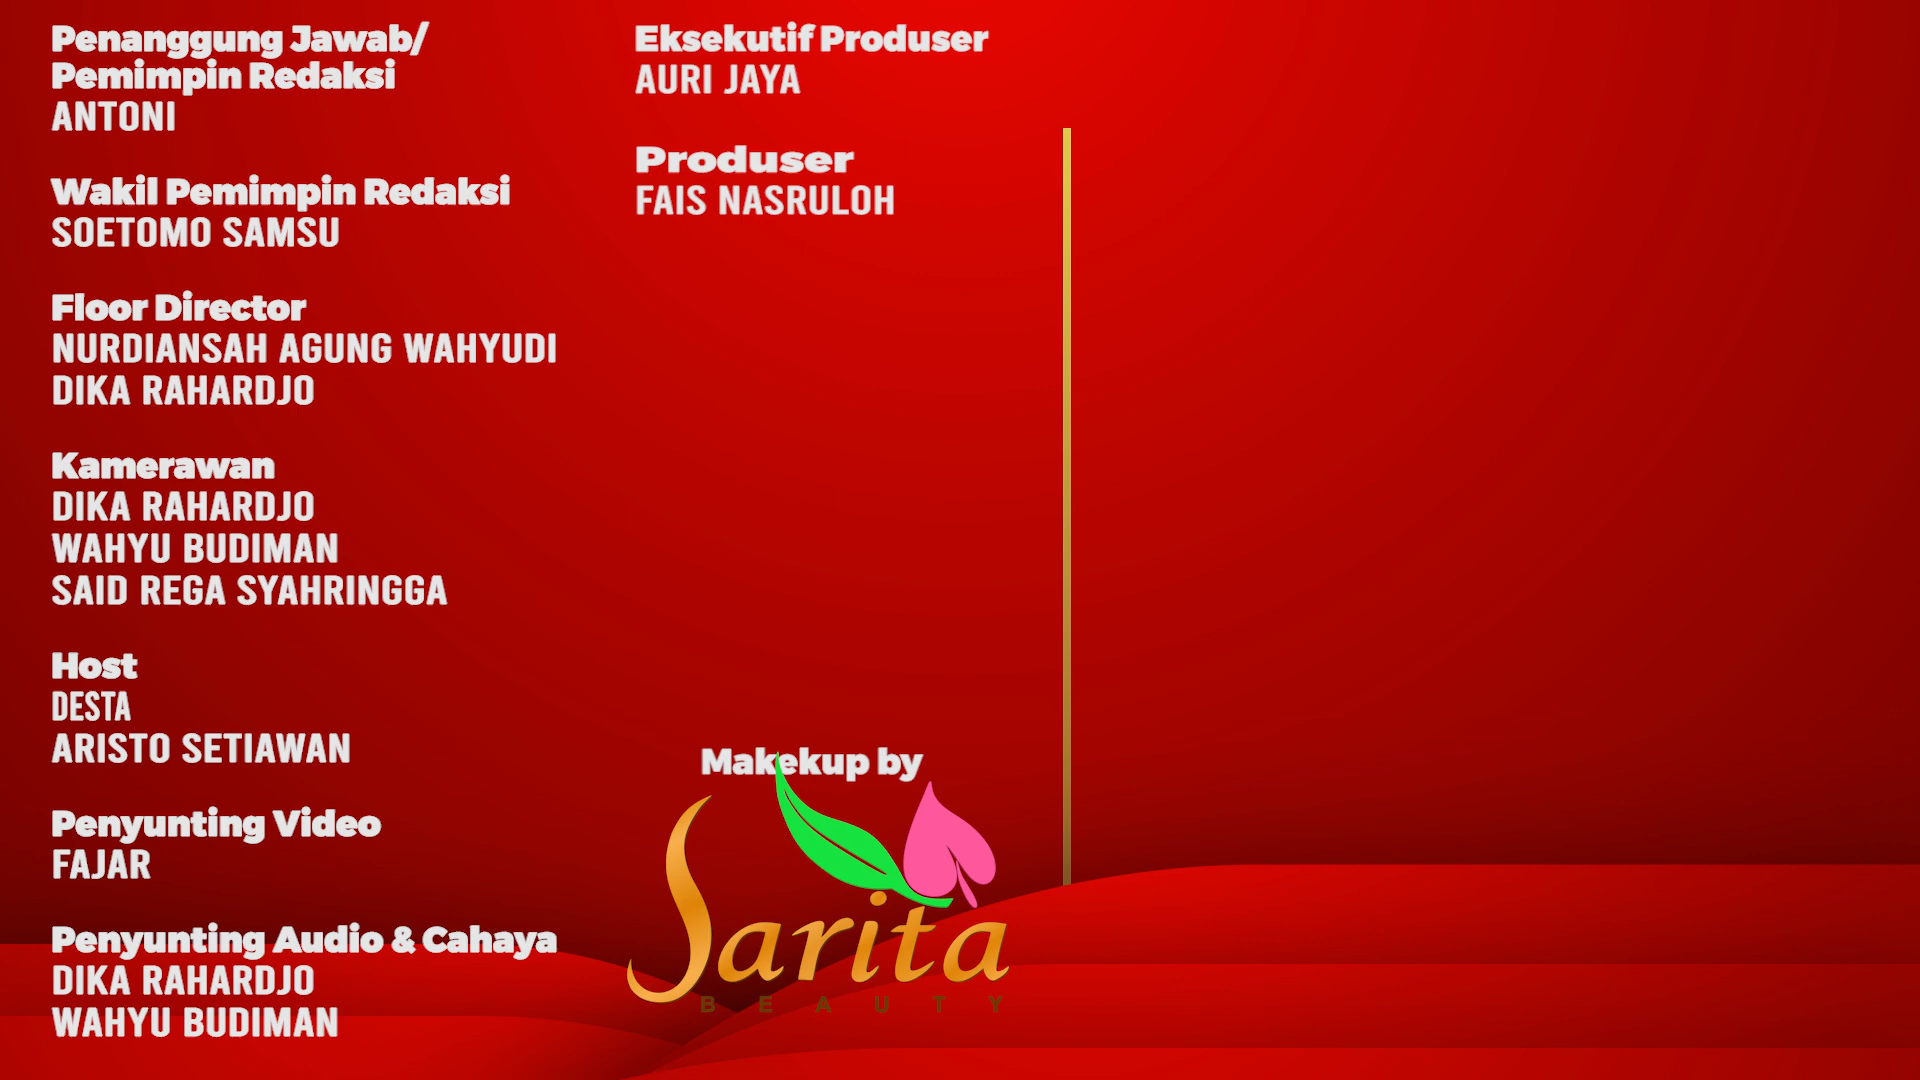 Penanggung Jawab/
Pemimpin Redaksi
ANTONI
Wakil Pemimpin Redaksi
SOETOMO SAMSU
Floor Director
NURDIANSAH AGUNG WAHYUDI
DIKA RAHARDJO
Kamerawan
DIKA RAHARDJO
WAHYU BUDIMAN
SAID REGA SYAHRINGGA
Host
DESTA
ARISTO SETIAWAN
Penyunting Video
FAJAR
Penyunting Audio & Cahaya
DIKA RAHARDJO
WAHYU BUDIMAN
Eksekutif Produser
AURI JAYA
Produser
FAIS NASRULOH
Makekup by
Sarita
BEAUTY